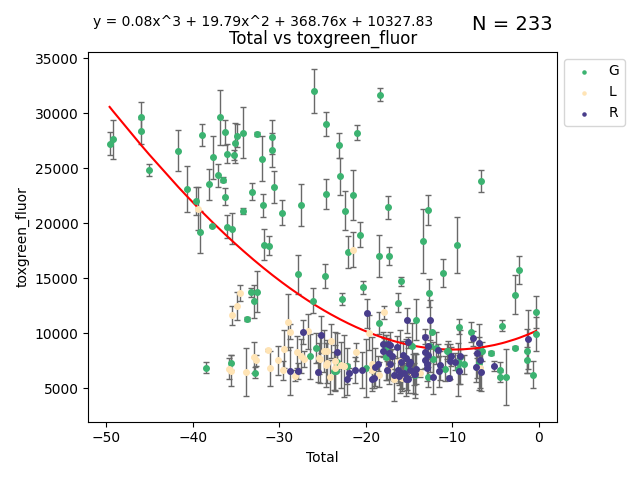 y = 0.08x^3 + 19.79x^2 + 368.76x + 10327.83
N = 233
Total vs toxgreen_fluor
G
L
K
toxgreen_fluor
35000
30000
25000
20000
15000
10000
5000
−50
−40
−30
−20
−10
0
Total